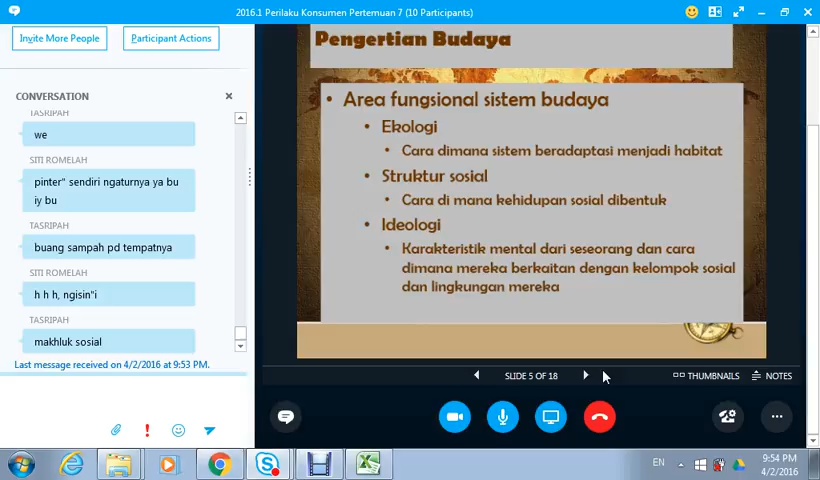 2016.1 Perilaku Konsumen Pertemuan 7 (10 Participants)
Invite More People
Participant Actions
CONVERSATION
TASRIPAH
we
SITI ROMELAH
pinter" sendiri ngaturnya ya bu
iy bu
TASRIPAH
buang sampah pd tempatnya
SITI ROMELAH
h h h, ngisin"i
TASRIPAH
makhluk sosial
Last message received on 4/2/2016 at 9:53 PM.
Pengertian Budaya
• Area fungsional sistem budaya
• Ekologi
• Cara dimana sistem beradaptasi menjadi habitat
• Struktur sosial
• Cara di mana kehidupan sosial dibentuk
• Ideologi
• Karakteristik mental dari seseorang dan cara
dimana mereka berkaitan dengan kelompok sosial
dan lingkungan mereka
SLIDE 5 OF 18
THUMBNAILS
NOTES
EN
9:54 PM
4/2/2016